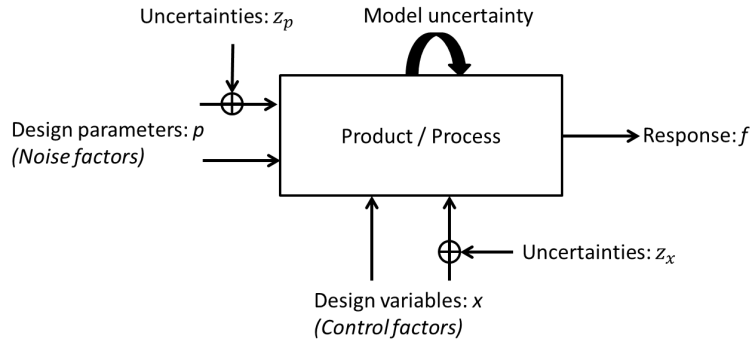 Uncertainties: z_p
Model uncertainty
Design parameters: p
(Noise factors)
Product / Process
Response: f
Uncertainties: z_x
Design variables: x
(Control factors)